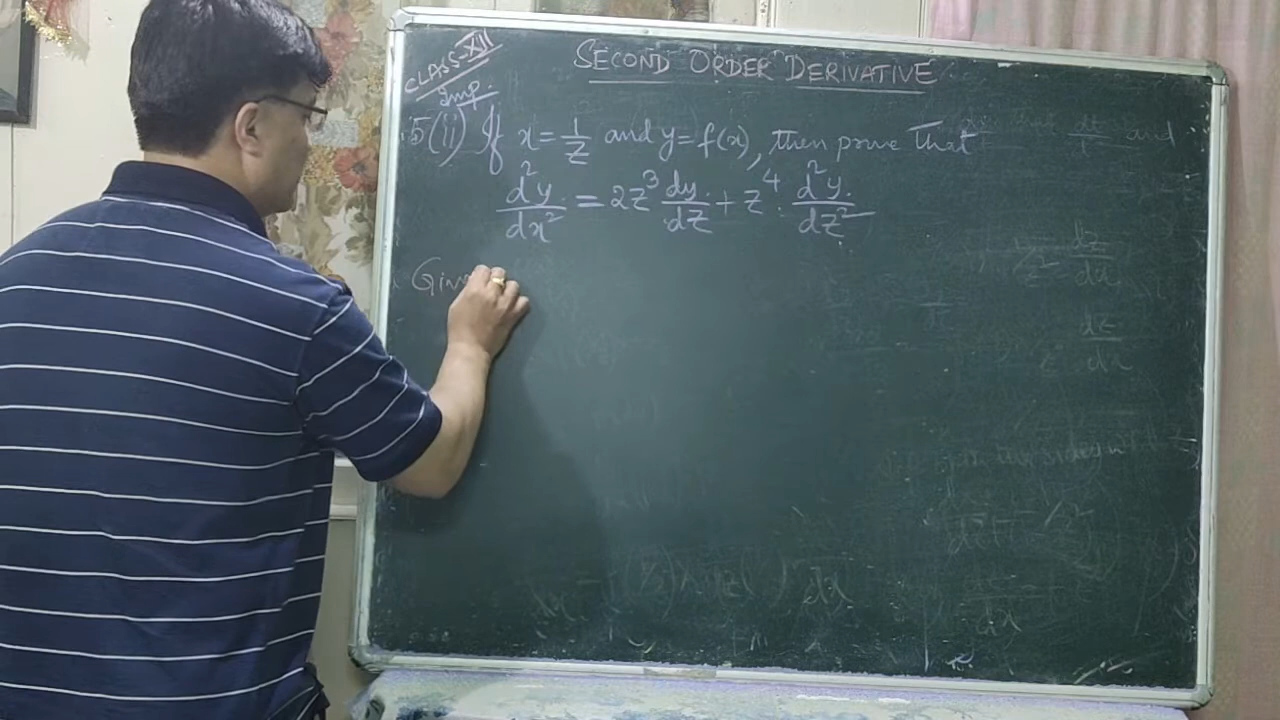 CLASS-XII
Imp.
SECOND ORDER DERIVATIVE
5(ii) If x = 1/z and y = f(x), then prove that
d²y/dx² = 2z³ dy/dz + z⁴ · d²y/dz²
Giv